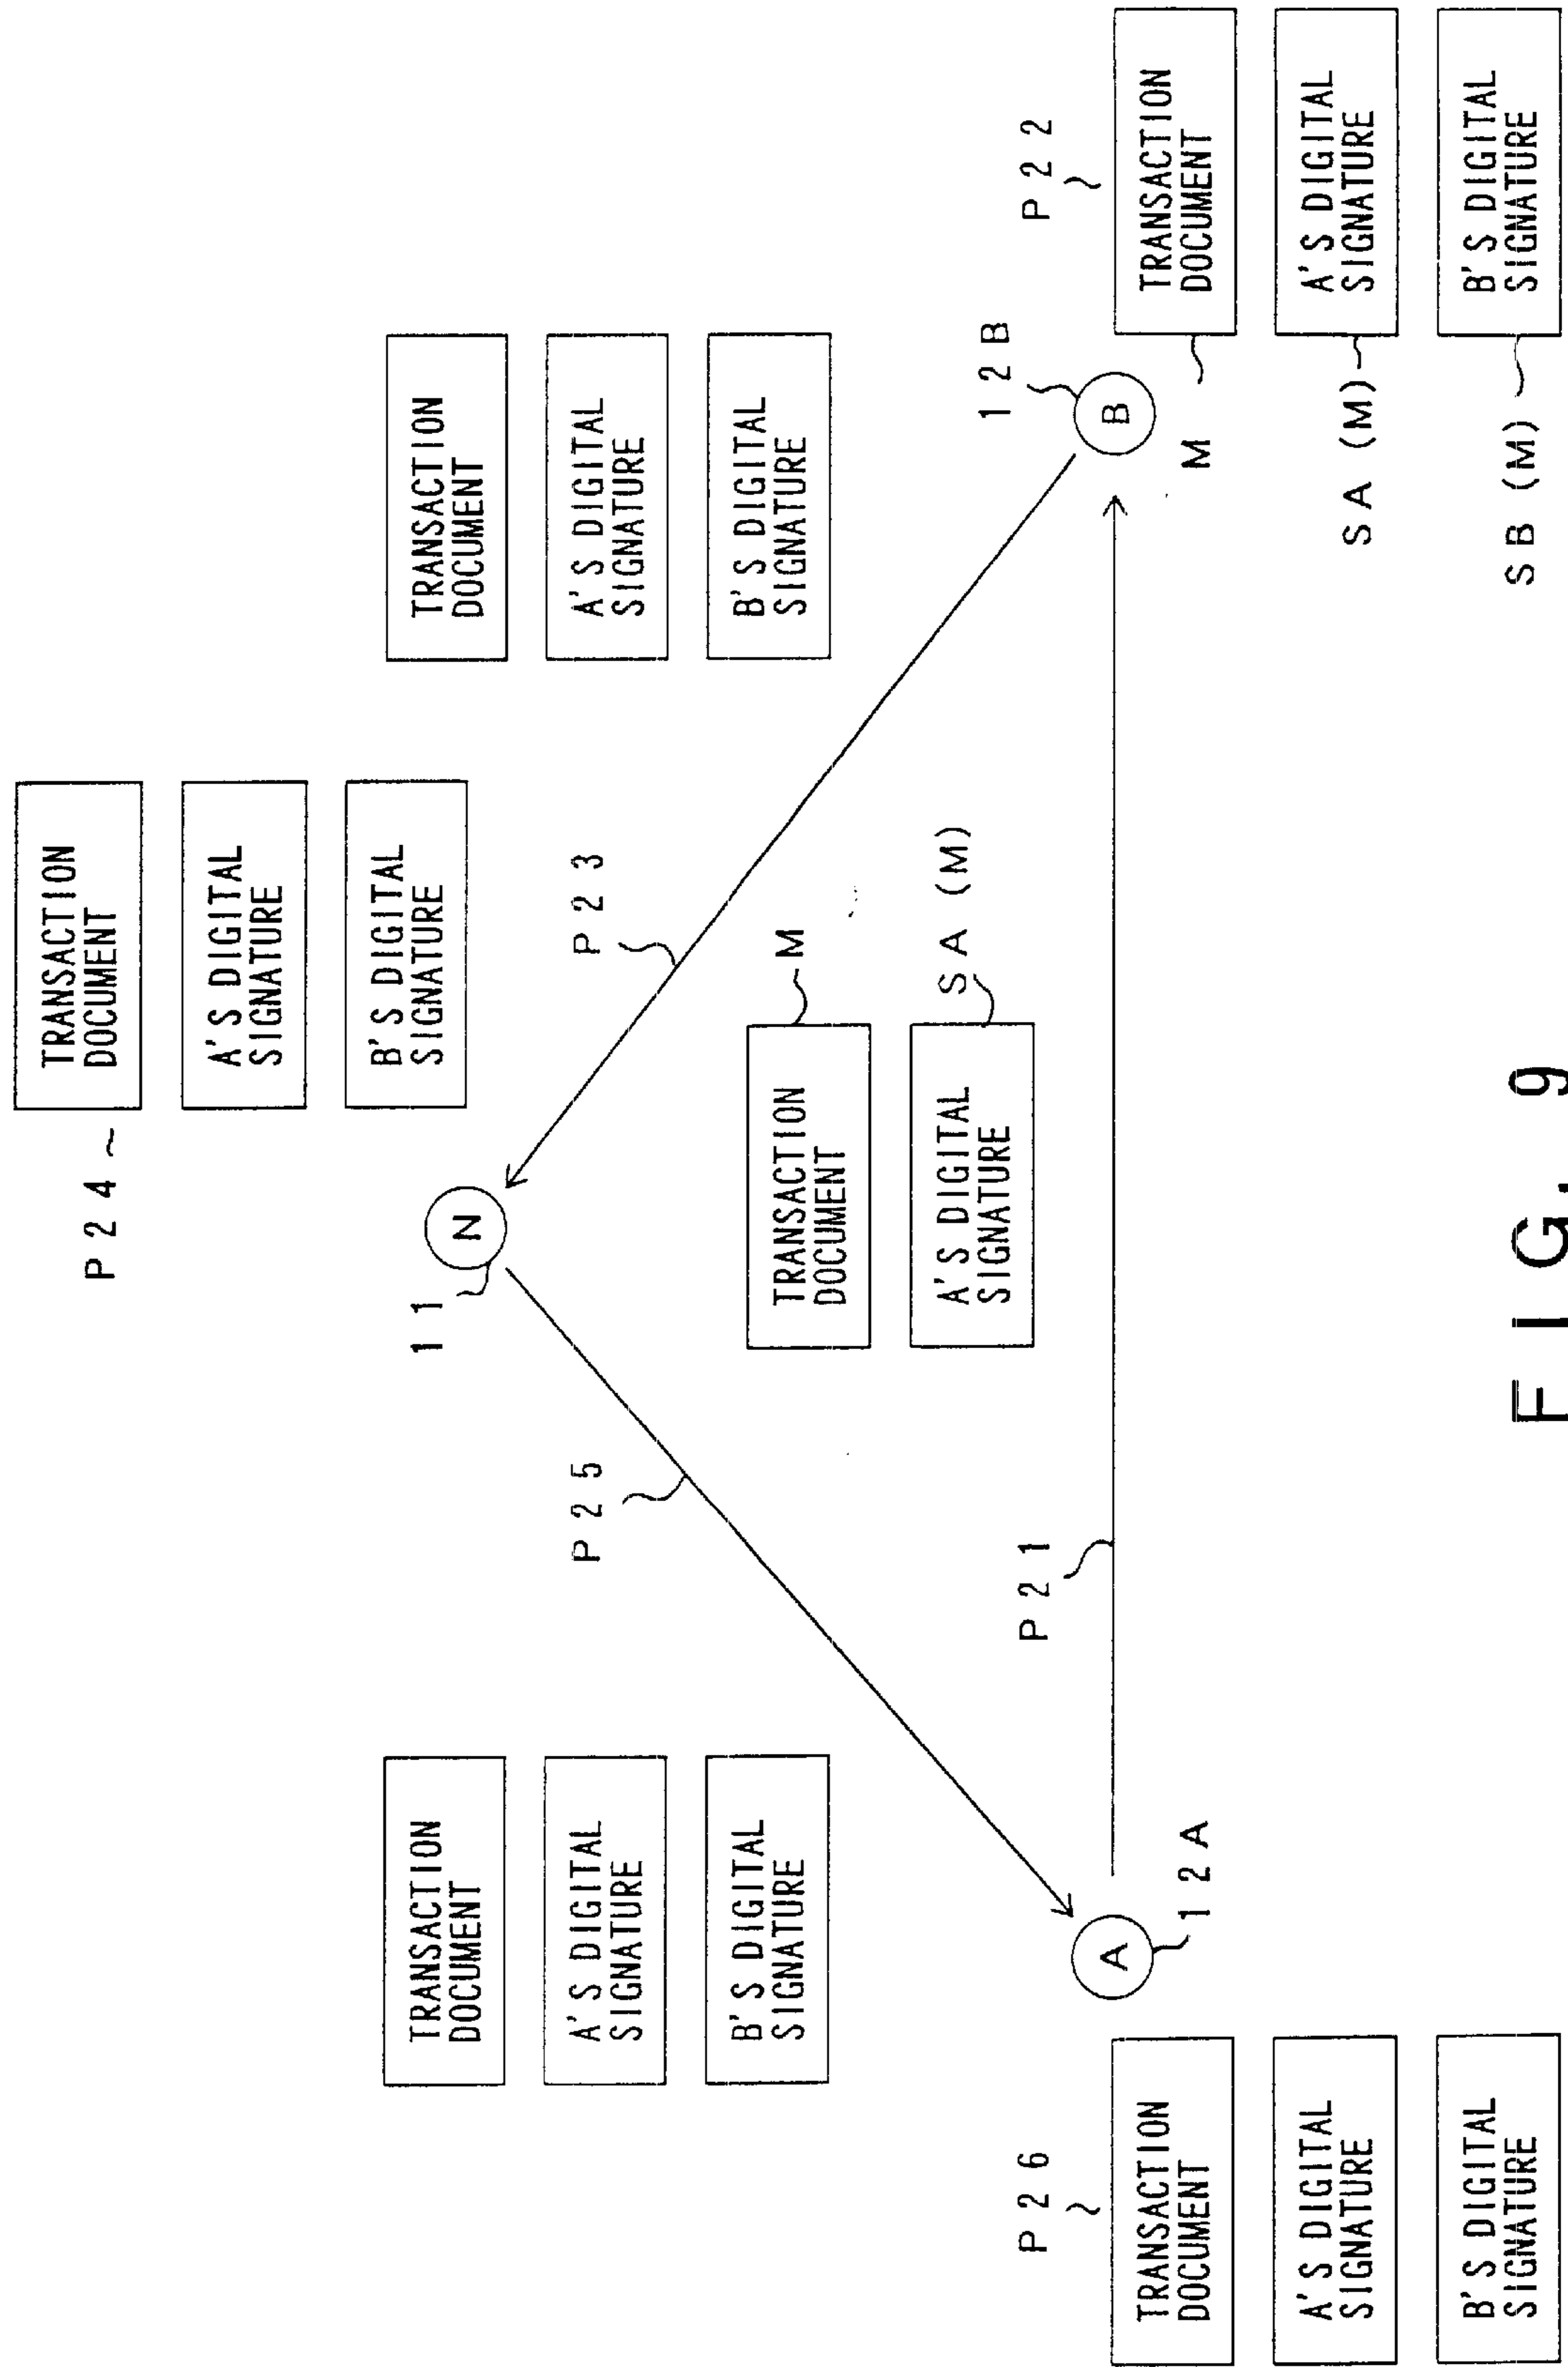 P24
TRANSACTION
DOCUMENT
A'S DIGITAL
SIGNATURE
B'S DIGITAL
SIGNATURE
11
N
TRANSACTION
DOCUMENT
A'S DIGITAL
SIGNATURE
B'S DIGITAL
SIGNATURE
P25
P23
TRANSACTION
DOCUMENT
A'S DIGITAL
SIGNATURE
B'S DIGITAL
SIGNATURE
TRANSACTION
DOCUMENT
M
A'S DIGITAL
SIGNATURE
SA (M)
P26
P21
12B
P22
A
12A
B
TRANSACTION
DOCUMENT
A'S DIGITAL
SIGNATURE
B'S DIGITAL
SIGNATURE
M
TRANSACTION
DOCUMENT
SA (M)
A'S DIGITAL
SIGNATURE
SB (M)
B'S DIGITAL
SIGNATURE
FIG. 9